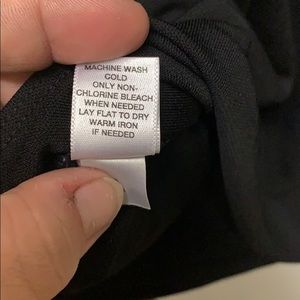 MACHINE WASH
COLD
ONLY NON-
CHLORINE BLEACH
WHEN NEEDED
LAY FLAT TO DRY
WARM IRON
IF NEEDED